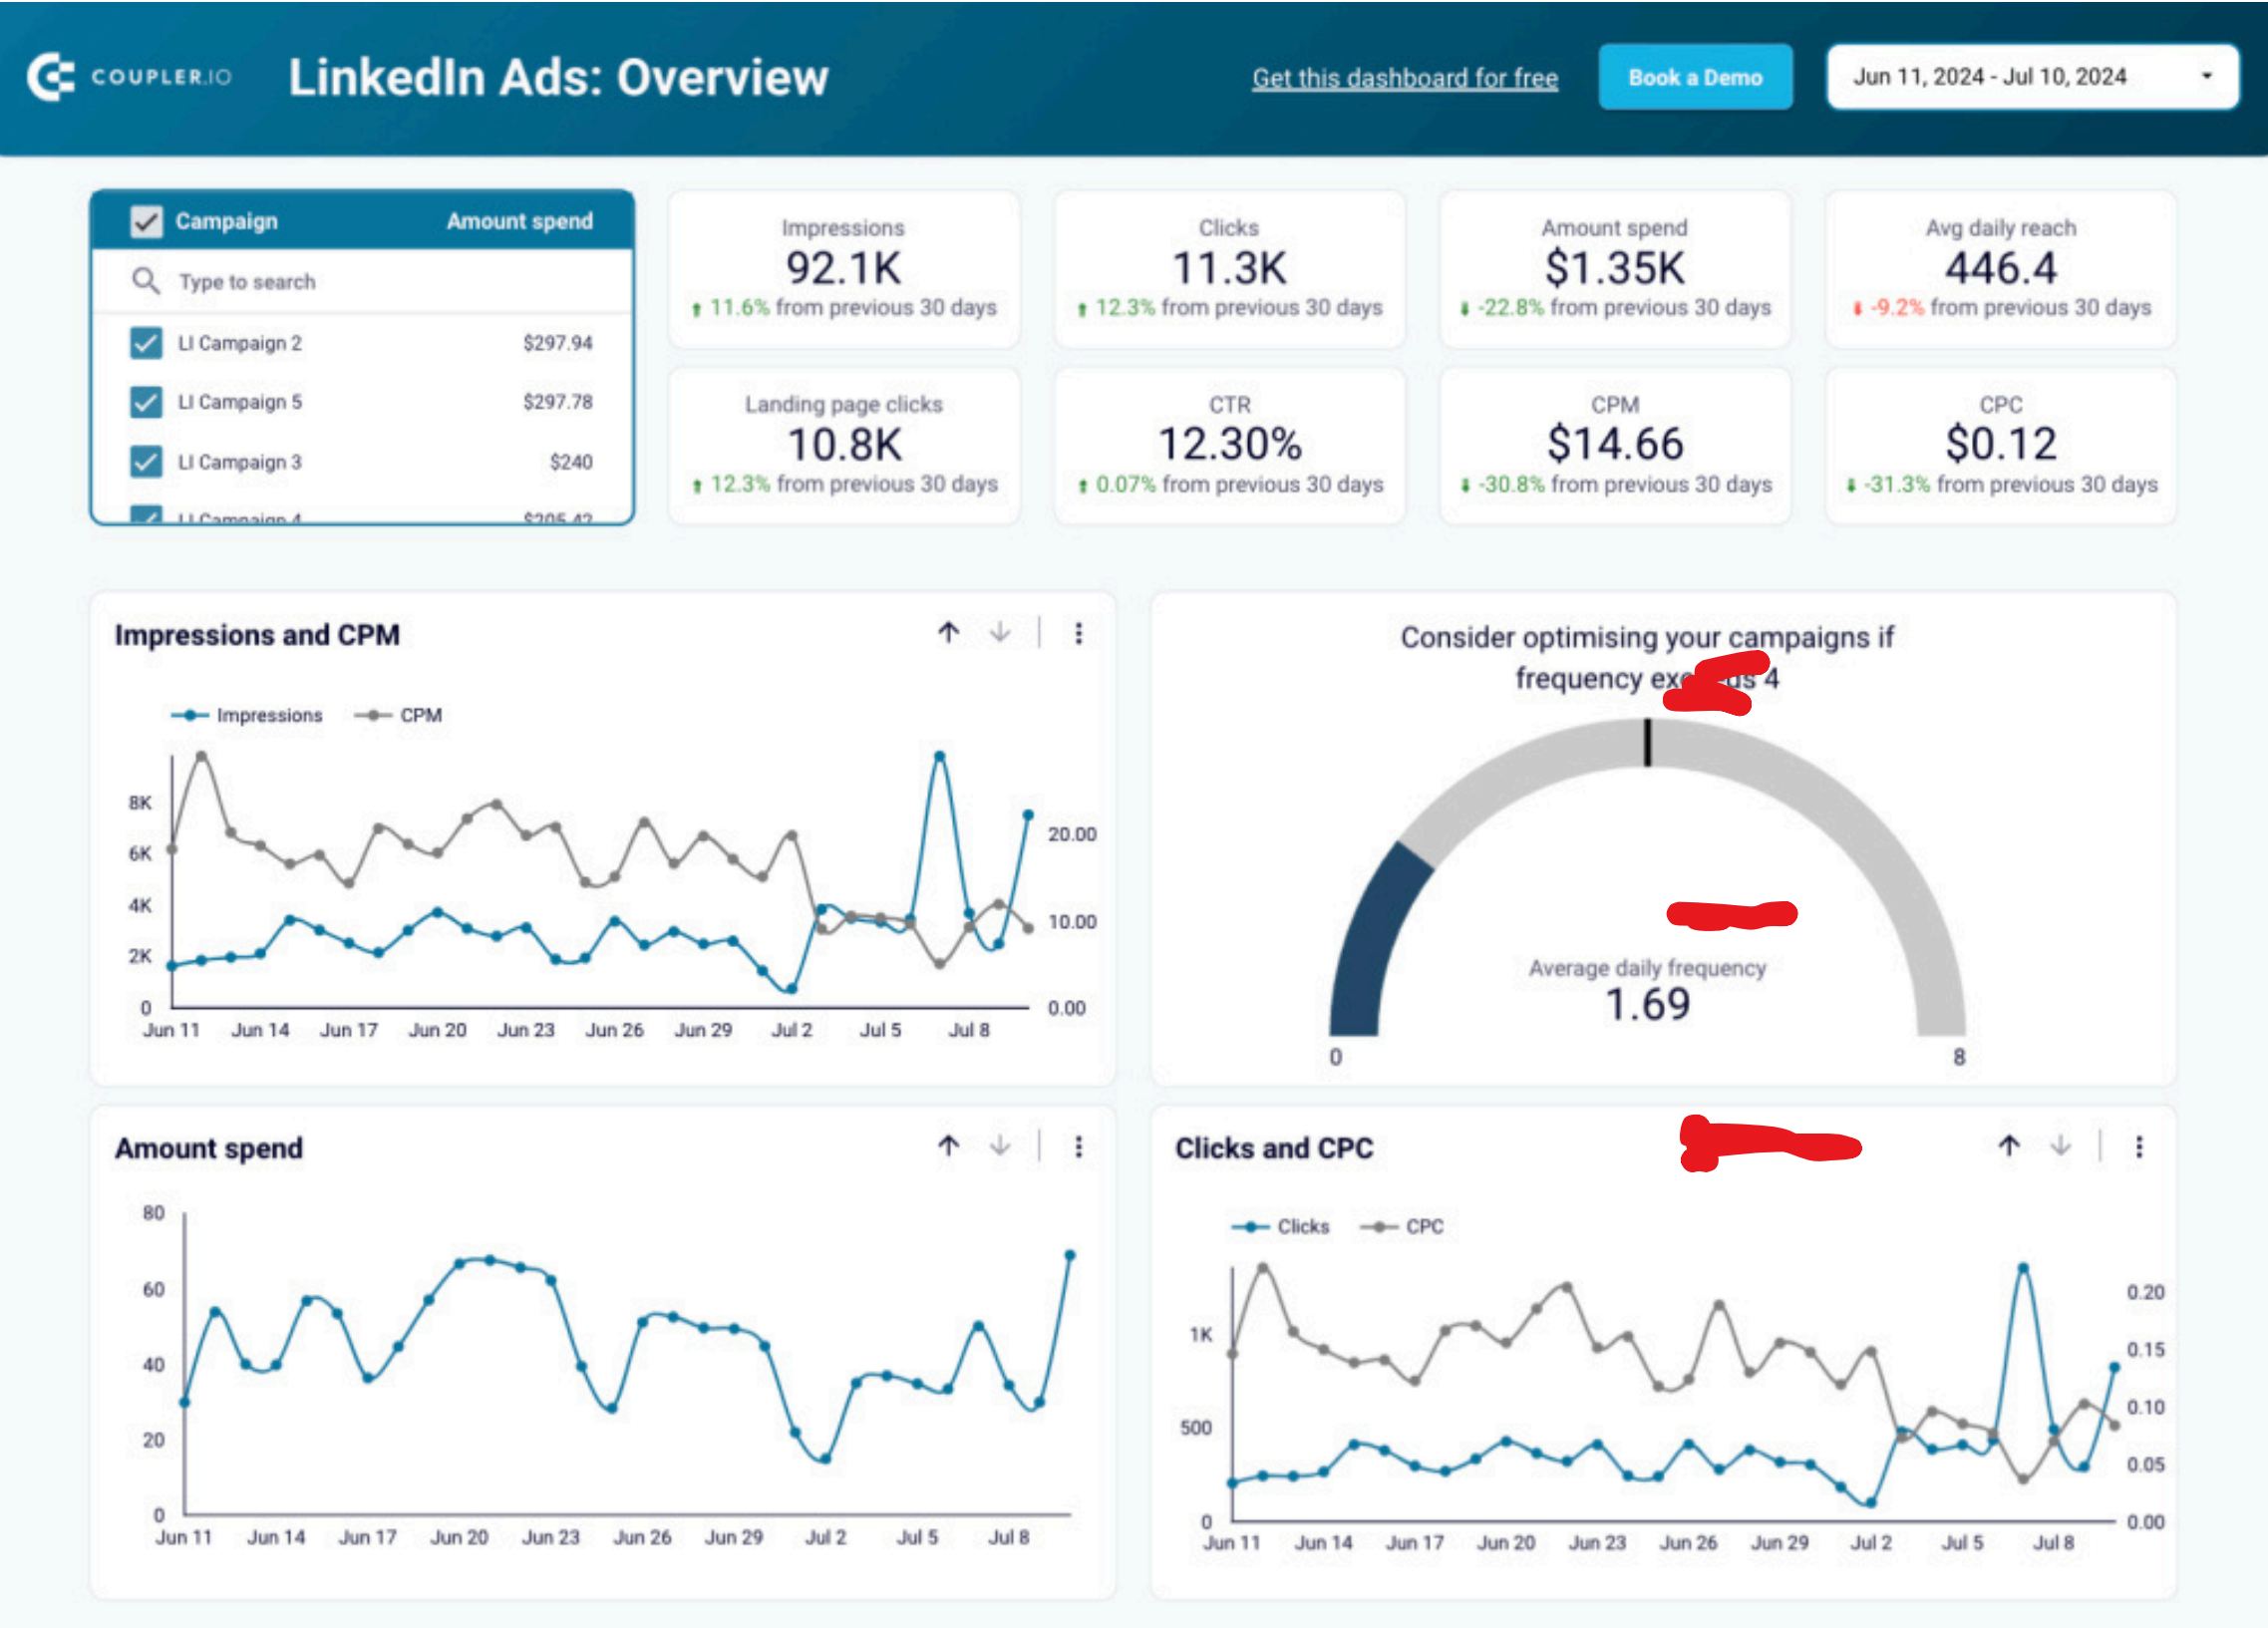 COUPLER.IO
LinkedIn Ads: Overview
Get this dashboard for free
Book a Demo
Jun 11, 2024 - Jul 10, 2024
Campaign Amount spend
Type to search
LI Campaign 2 $297.94
LI Campaign 5 $297.78
LI Campaign 3 $240
LI Campaign 4 $205.42
Impressions
92.1K
11.6% from previous 30 days
Clicks
11.3K
12.3% from previous 30 days
Amount spend
$1.35K
-22.8% from previous 30 days
Avg daily reach
446.4
-9.2% from previous 30 days
Landing page clicks
10.8K
12.3% from previous 30 days
CTR
12.30%
0.07% from previous 30 days
CPM
$14.66
-30.8% from previous 30 days
CPC
$0.12
-31.3% from previous 30 days
Impressions and CPM
Impressions CPM
8K
6K
4K
2K
0
20.00
10.00
0.00
Jun 11 Jun 14 Jun 17 Jun 20 Jun 23 Jun 26 Jun 29 Jul 2 Jul 5 Jul 8
Consider optimising your campaigns if
frequency 4
Average daily frequency
1.69
0 8
Amount spend
80
60
40
20
0
Jun 11 Jun 14 Jun 17 Jun 20 Jun 23 Jun 26 Jun 29 Jul 2 Jul 5 Jul 8
Clicks and CPC
Clicks CPC
1K
500
0
0.20
0.15
0.10
0.05
0.00
Jun 11 Jun 14 Jun 17 Jun 20 Jun 23 Jun 26 Jun 29 Jul 2 Jul 5 Jul 8